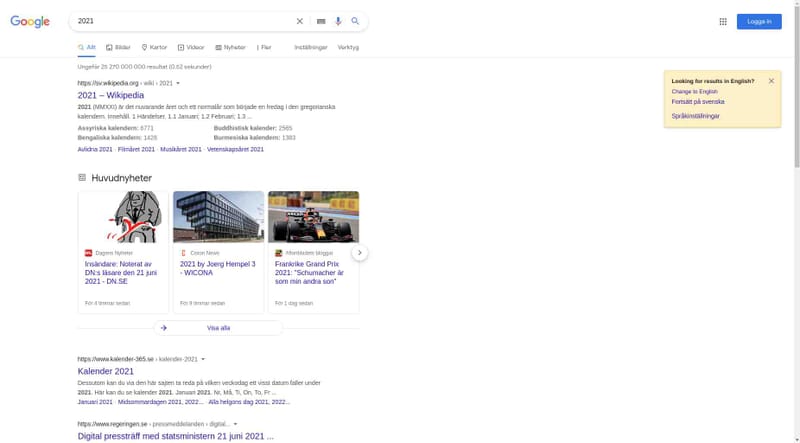 Google
2021
Logga in
Allt
Bilder
Kartor
Videor
Nyheter
Fler
Inställningar
Verktyg
Ungefär 25 270 000 000 resultat (0,62 sekunder)
Looking for results in English?
Change to English
Fortsätt på svenska
Språkinställningar
https://sv.wikipedia.org › wiki › 2021
2021 – Wikipedia
2021 (MMXXI) är det nuvarande året och ett normalår som började en fredag i den gregorianska
kalendern. Innehåll. 1 Händelser. 1.1 Januari; 1.2 Februari; 1.3 ...
Assyriska kalendern: 6771
Buddhistisk kalender: 2565
Bengaliska kalendern: 1428
Burmesiska kalendern: 1383
Avlidna 2021 · Filmåret 2021 · Musikåret 2021 · Vetenskapsåret 2021
Huvudnyheter
Dagens Nyheter
Insändare: Noterat av
DN:s läsare den 21 juni
2021 - DN.SE
För 4 timmar sedan
News
2021 by Joerg Hempel 3
- WICONA
För 9 timmar sedan
Aftonbladets bloggar
Frankrike Grand Prix
2021: "Schumacher är
som min andra son"
För 1 dag sedan
Visa alla
https://www.kalender-365.se › kalender-2021
Kalender 2021
Dessutom kan du via den här sajten ta reda på vilken veckodag ett visst datum faller under
2021. Här kan du se kalender 2021. Januari 2021. Nr, Må, Ti, On, To, Fr ...
Januari 2021 · Midsommardagen 2021, 2022... · Alla helgons dag 2021, 2022...
https://www.regeringen.se › pressmeddelanden › digital...
Digital pressträff med statsministern 21 juni 2021 ...